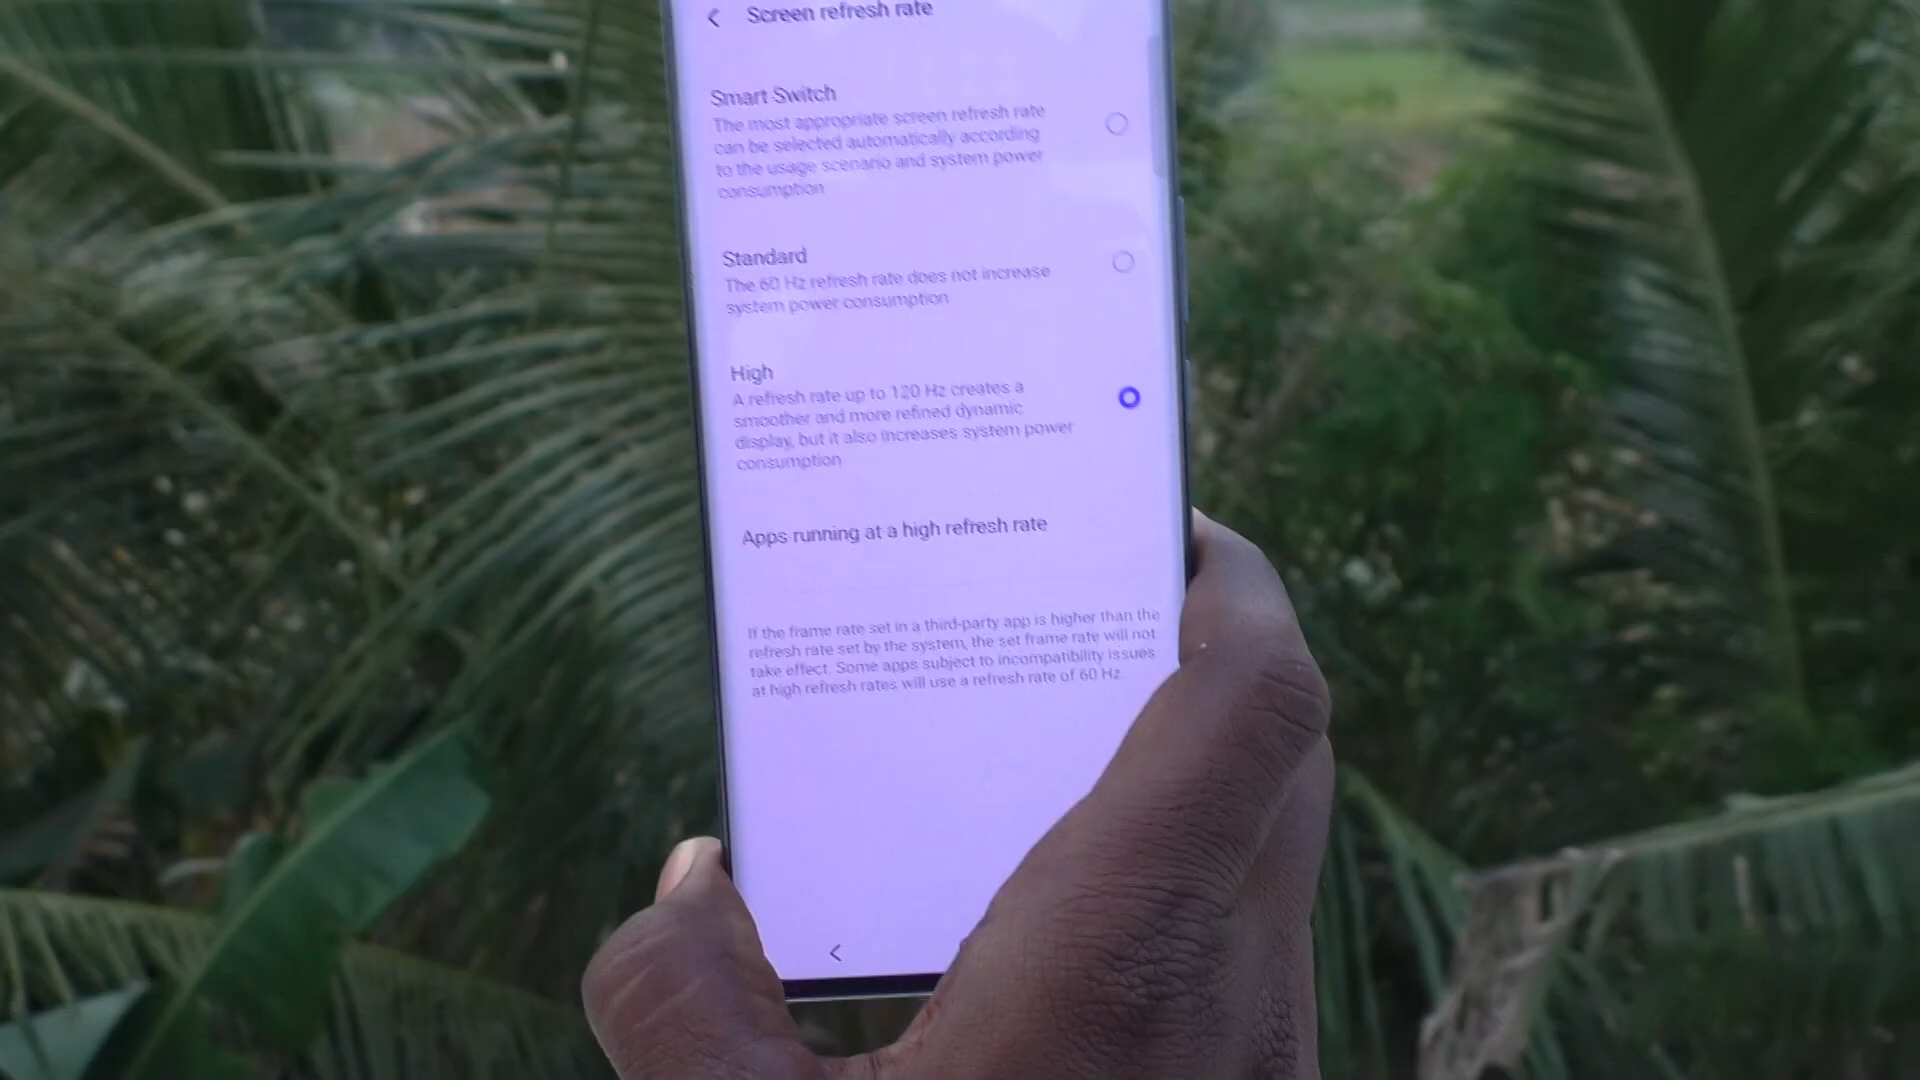 Screen refresh rate
Smart Switch
The most appropriate screen refresh rate
can be selected automatically according
to the usage scenario and system power
consumption
Standard
The 60 Hz refresh rate does not increase
system power consumption
High
A refresh rate up to 120 Hz creates a
smoother and more refined dynamic
display, but it also increases system power
consumption
Apps running at a high refresh rate
If the frame rate set in a third-party app is higher than the
refresh rate set by the system, the set frame rate will not
take effect. Some apps subject to incompatibility issues
at high refresh rates will use a refresh rate of 60 Hz.